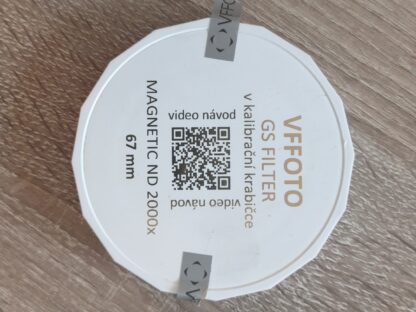 VFFOTO
GS FILTER
v kalibrační krabičce
video návod
video návod
MAGNETIC ND 2000x
67 mm